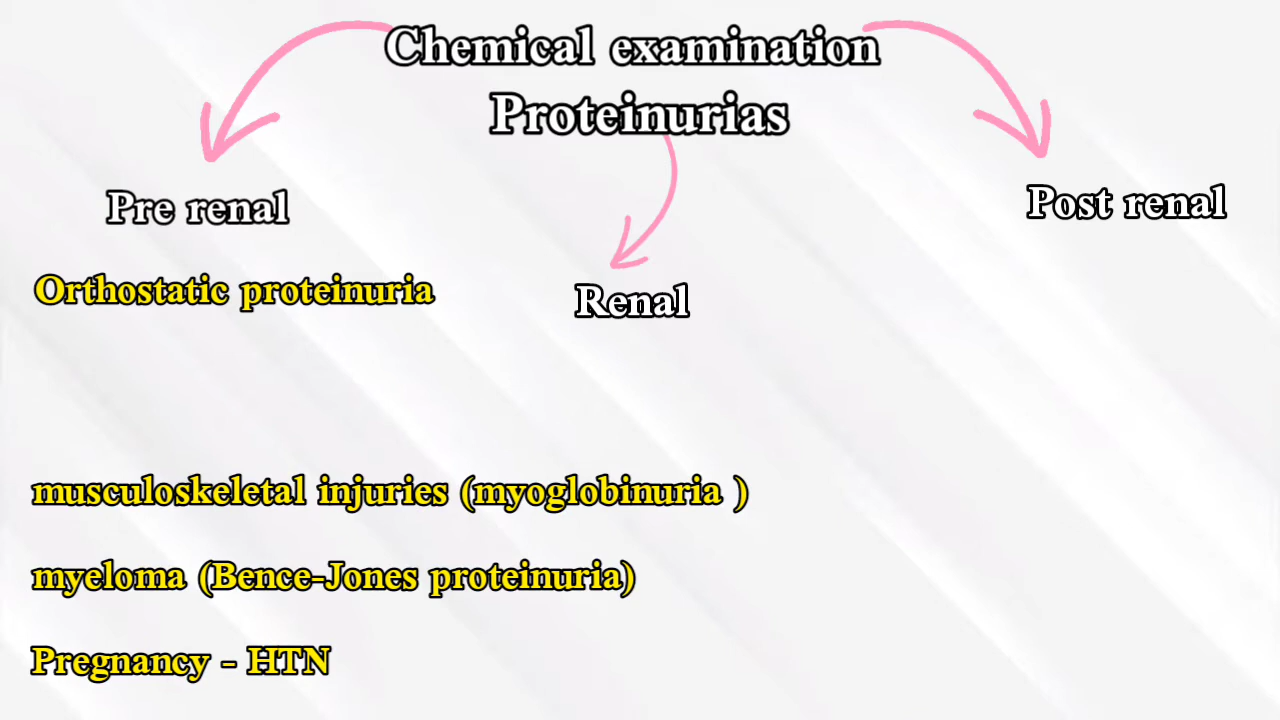 Chemical examination
Proteinurias
Pre renal
Post renal
Orthostatic proteinuria
Renal
musculoskeletal injuries (myoglobinuria )
myeloma (Bence-Jones proteinuria)
Pregnancy - HTN